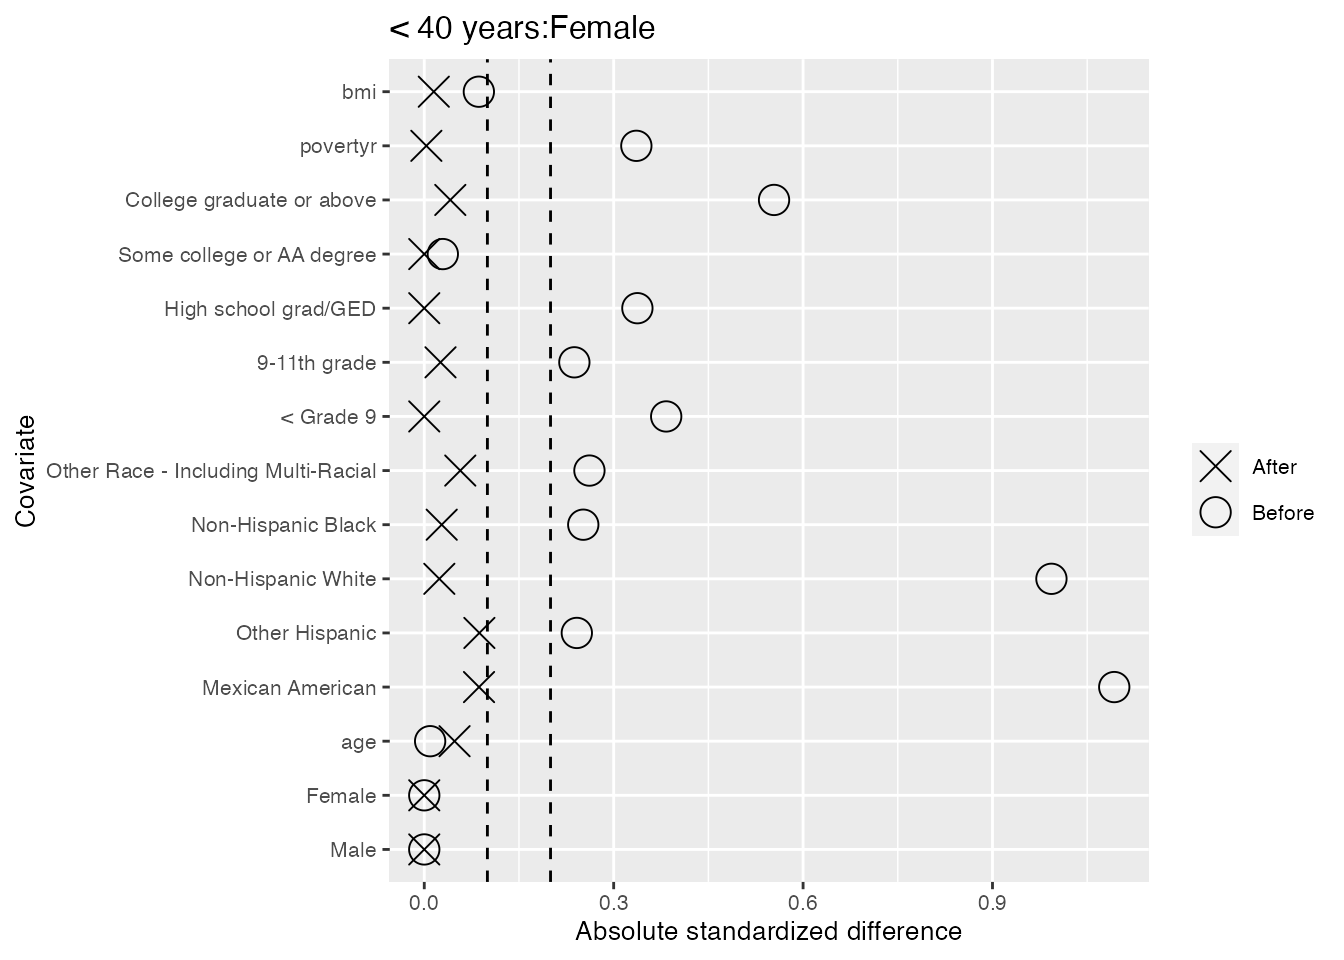 < 40 years:Female
bmi
povertyr
College graduate or above
Some college or AA degree
High school grad/GED
9-11th grade
< Grade 9
Other Race - Including Multi-Racial
Non-Hispanic Black
Non-Hispanic White
Other Hispanic
Mexican American
age
Female
Male
Covariate
0.0 0.3 0.6 0.9
Absolute standardized difference
After
Before